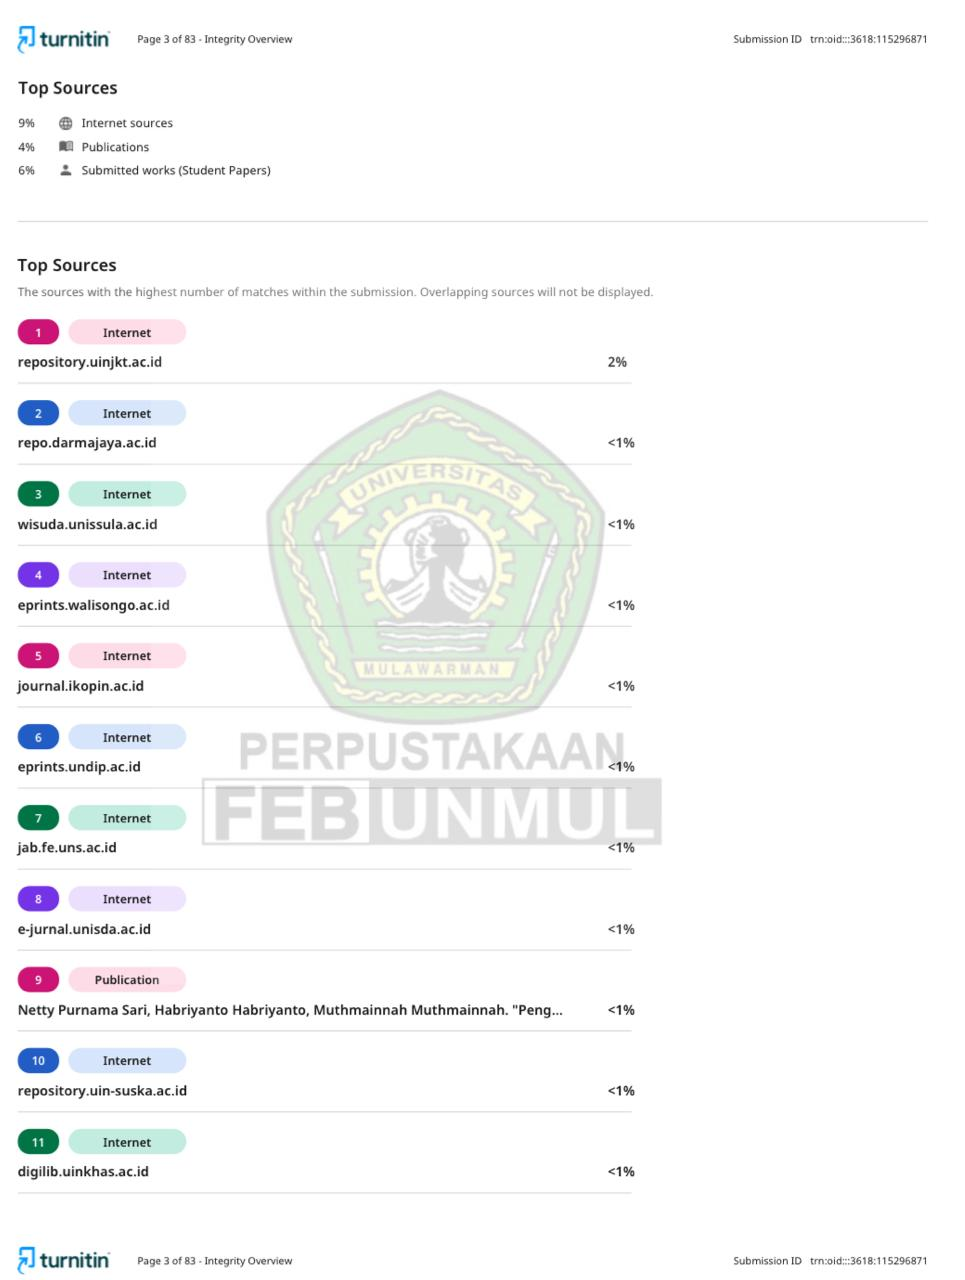 turnitin Page 3 of 83 - Integrity Overview Submission ID trn:oid:::3618:115296871
Top Sources
9% Internet sources
4% Publications
6% Submitted works (Student Papers)
Top Sources
The sources with the highest number of matches within the submission. Overlapping sources will not be displayed.
1 Internet
repository.uinjkt.ac.id 2%
2 Internet
repo.darmajaya.ac.id <1%
3 Internet
wisuda.unissula.ac.id <1%
4 Internet
eprints.walisongo.ac.id <1%
5 Internet
journal.ikopin.ac.id <1%
6 Internet
eprints.undip.ac.id <1%
7 Internet
jab.fe.uns.ac.id <1%
8 Internet
e-jurnal.unisda.ac.id <1%
9 Publication
Netty Purnama Sari, Habriyanto Habriyanto, Muthmainnah Muthmainnah. "Peng... <1%
10 Internet
repository.uin-suska.ac.id <1%
11 Internet
digilib.uinkhas.ac.id <1%
UNIVERSITAS
MULAWARMAN
PERPUSTAKAAN
FEB UNMUL
turnitin Page 3 of 83 - Integrity Overview Submission ID trn:oid:::3618:115296871